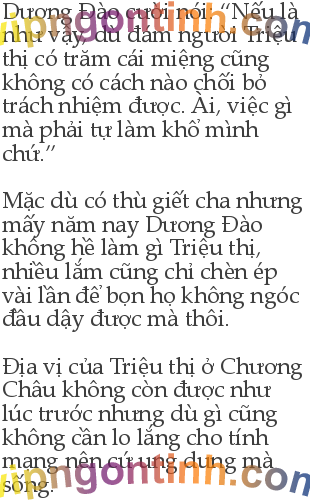 Dương Đào cười nói: “Nếu là
như vậy, dù đám người Triệu
thị có trăm cái miệng cũng
không có cách nào chối bỏ
trách nhiệm được. Ài, việc gì
mà phải tự làm khổ mình
chứ.”
Mặc dù có thù giết cha nhưng
mấy năm nay Dương Đào
không hề làm gì Triệu thị,
nhiều lắm cũng chỉ chèn ép
vài lần để bọn họ không ngóc
đầu dậy được mà thôi.
Địa vị của Triệu thị ở Chương
Châu không còn được như
lúc trước nhưng dù gì cũng
không cần lo lắng cho tính
mạng nên cứ ung dung mà
sống.
vipngontinh.com
vipngontinh.com